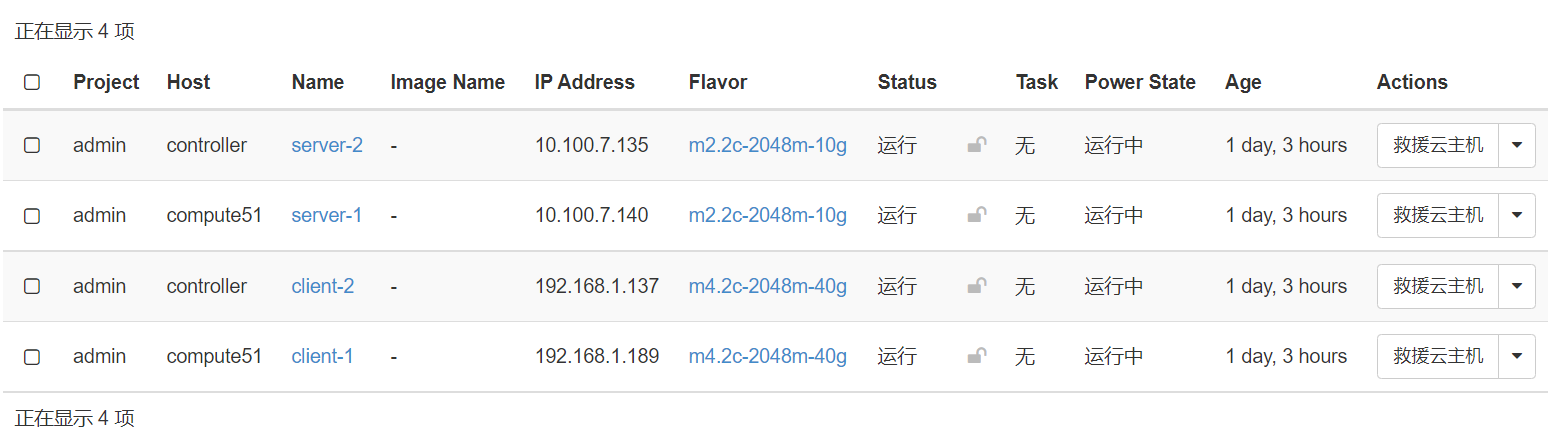 正在显示 4 项
Project Host Name Image Name IP Address Flavor Status Task Power State Age Actions
admin controller server-2 - 10.100.7.135 m2.2c-2048m-10g 运行 无 运行中 1 day, 3 hours 救援云主机
admin compute51 server-1 - 10.100.7.140 m2.2c-2048m-10g 运行 无 运行中 1 day, 3 hours 救援云主机
admin controller client-2 - 192.168.1.137 m4.2c-2048m-40g 运行 无 运行中 1 day, 3 hours 救援云主机
admin compute51 client-1 - 192.168.1.189 m4.2c-2048m-40g 运行 无 运行中 1 day, 3 hours 救援云主机
正在显示 4 项